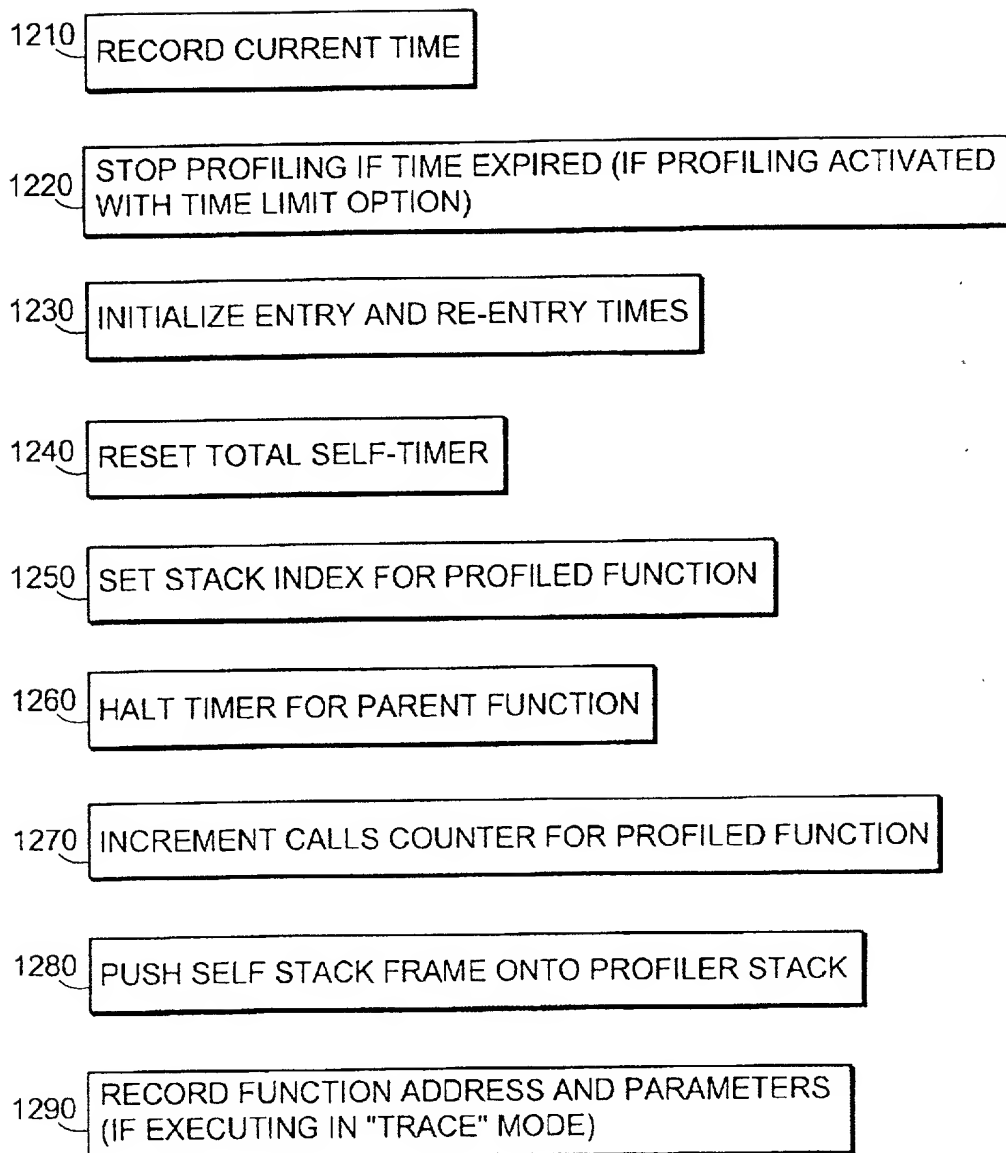 1210 RECORD CURRENT TIME
1220 STOP PROFILING IF TIME EXPIRED (IF PROFILING ACTIVATED
WITH TIME LIMIT OPTION)
1230 INITIALIZE ENTRY AND RE-ENTRY TIMES
1240 RESET TOTAL SELF-TIMER
1250 SET STACK INDEX FOR PROFILED FUNCTION
1260 HALT TIMER FOR PARENT FUNCTION
1270 INCREMENT CALLS COUNTER FOR PROFILED FUNCTION
1280 PUSH SELF STACK FRAME ONTO PROFILER STACK
1290 RECORD FUNCTION ADDRESS AND PARAMETERS
(IF EXECUTING IN "TRACE" MODE)